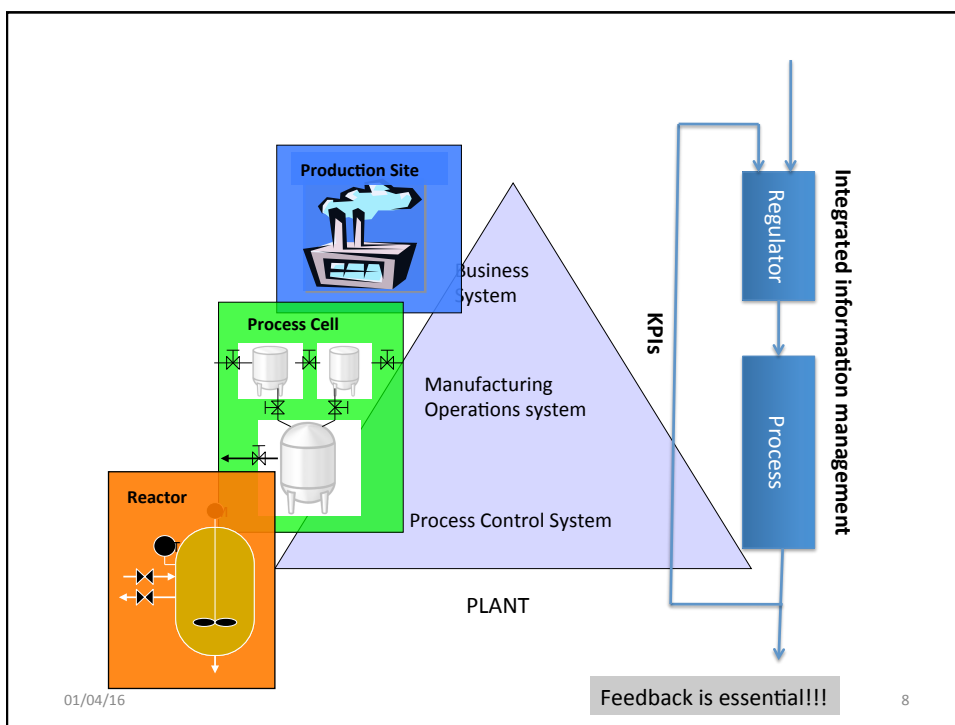 Production Site
Business
System
Process Cell
Manufacturing
Operations system
Reactor
M
T
Process Control System
PLANT
KPIs
Regulator
Process
Integrated information management
Feedback is essential!!!
01/04/16
8